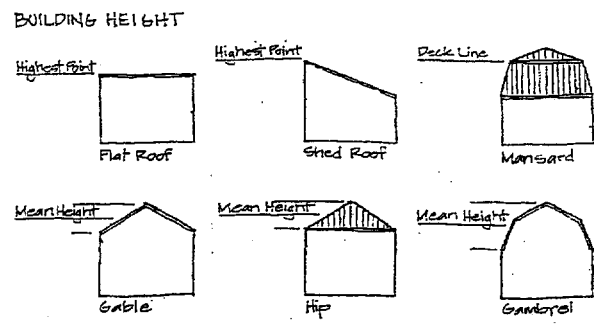 BUILDING HEIGHT
Highest Point
Highest Point
Deck Line
Flat Roof
Shed Roof
Mansard
Mean Height
Mean Height
Mean Height
Gable
Hip
Gambrel